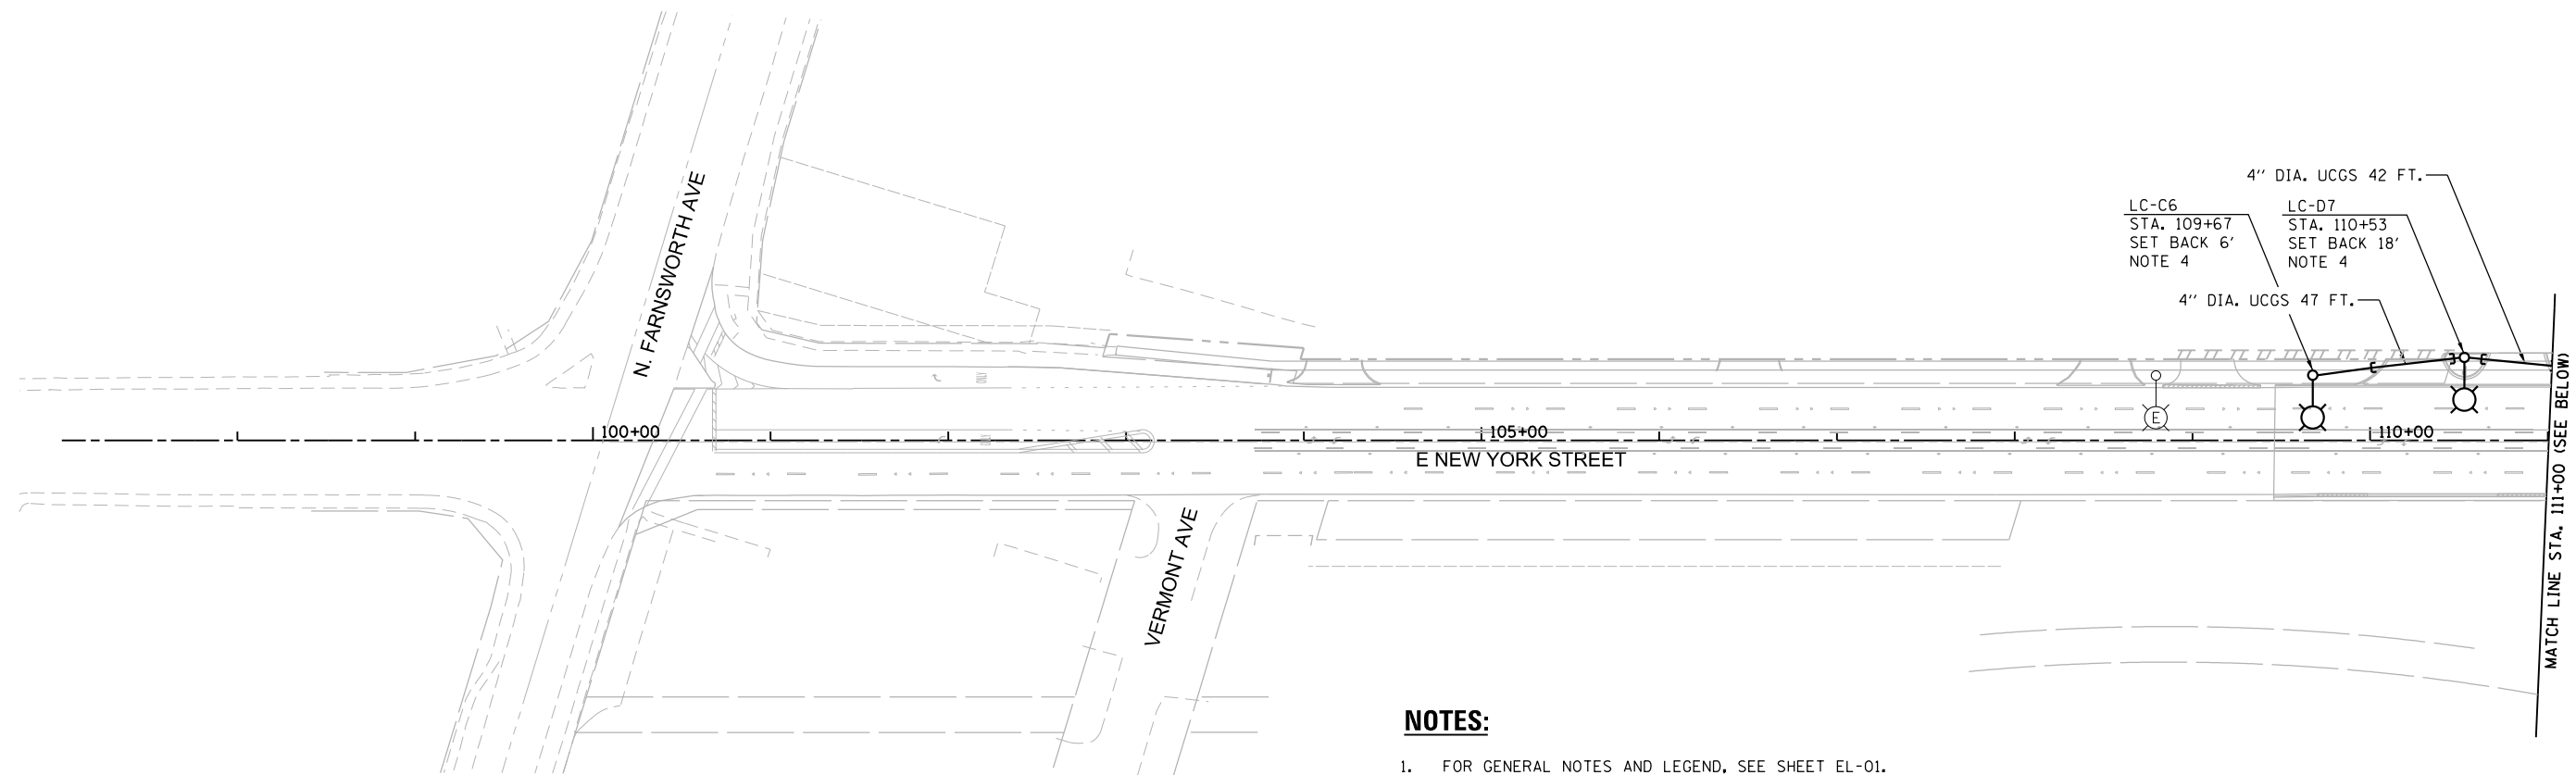 4" DIA. UCGS 42 FT.
LC-C6
STA. 109+67
SET BACK 6'
NOTE 4
LC-D7
STA. 110+53
SET BACK 18'
NOTE 4
4" DIA. UCGS 47 FT.
N. FARNSWORTH AVE
E
100+00
105+00
110+00
E NEW YORK STREET
VERMONT AVE
MATCH LINE STA. 111+00 (SEE BELOW)
NOTES:
1. FOR GENERAL NOTES AND LEGEND, SEE SHEET EL-01.